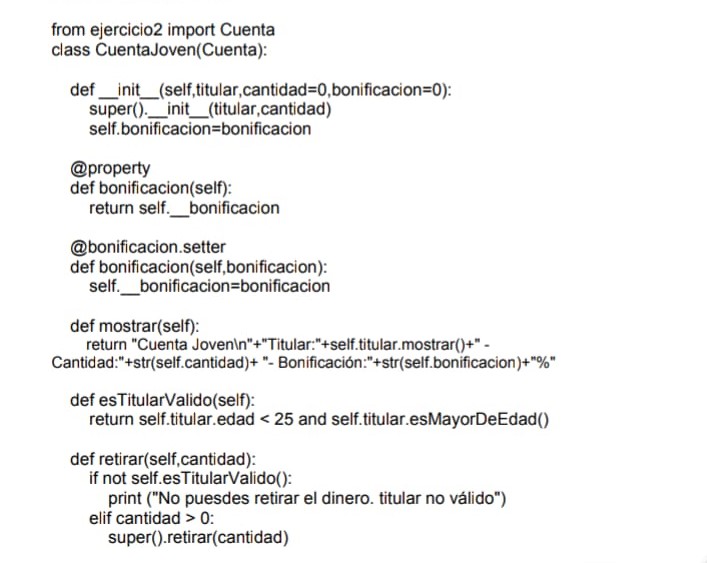 from ejercicio2 import Cuenta
class CuentaJoven(Cuenta):
def __init__(self,titular,cantidad=0,bonificacion=0):
super().__init__(titular,cantidad)
self.bonificacion=bonificacion
@property
def bonificacion(self):
return self.__bonificacion
@bonificacion.setter
def bonificacion(self,bonificacion):
self.__bonificacion=bonificacion
def mostrar(self):
return "Cuenta Joven\n"+"Titular:"+self.titular.mostrar()+" -
Cantidad:"+str(self.cantidad)+ "- Bonificación:"+str(self.bonificacion)+"%"
def esTitularValido(self):
return self.titular.edad < 25 and self.titular.esMayorDeEdad()
def retirar(self,cantidad):
if not self.esTitularValido():
print ("No puesdes retirar el dinero. titular no válido")
elif cantidad > 0:
super().retirar(cantidad)